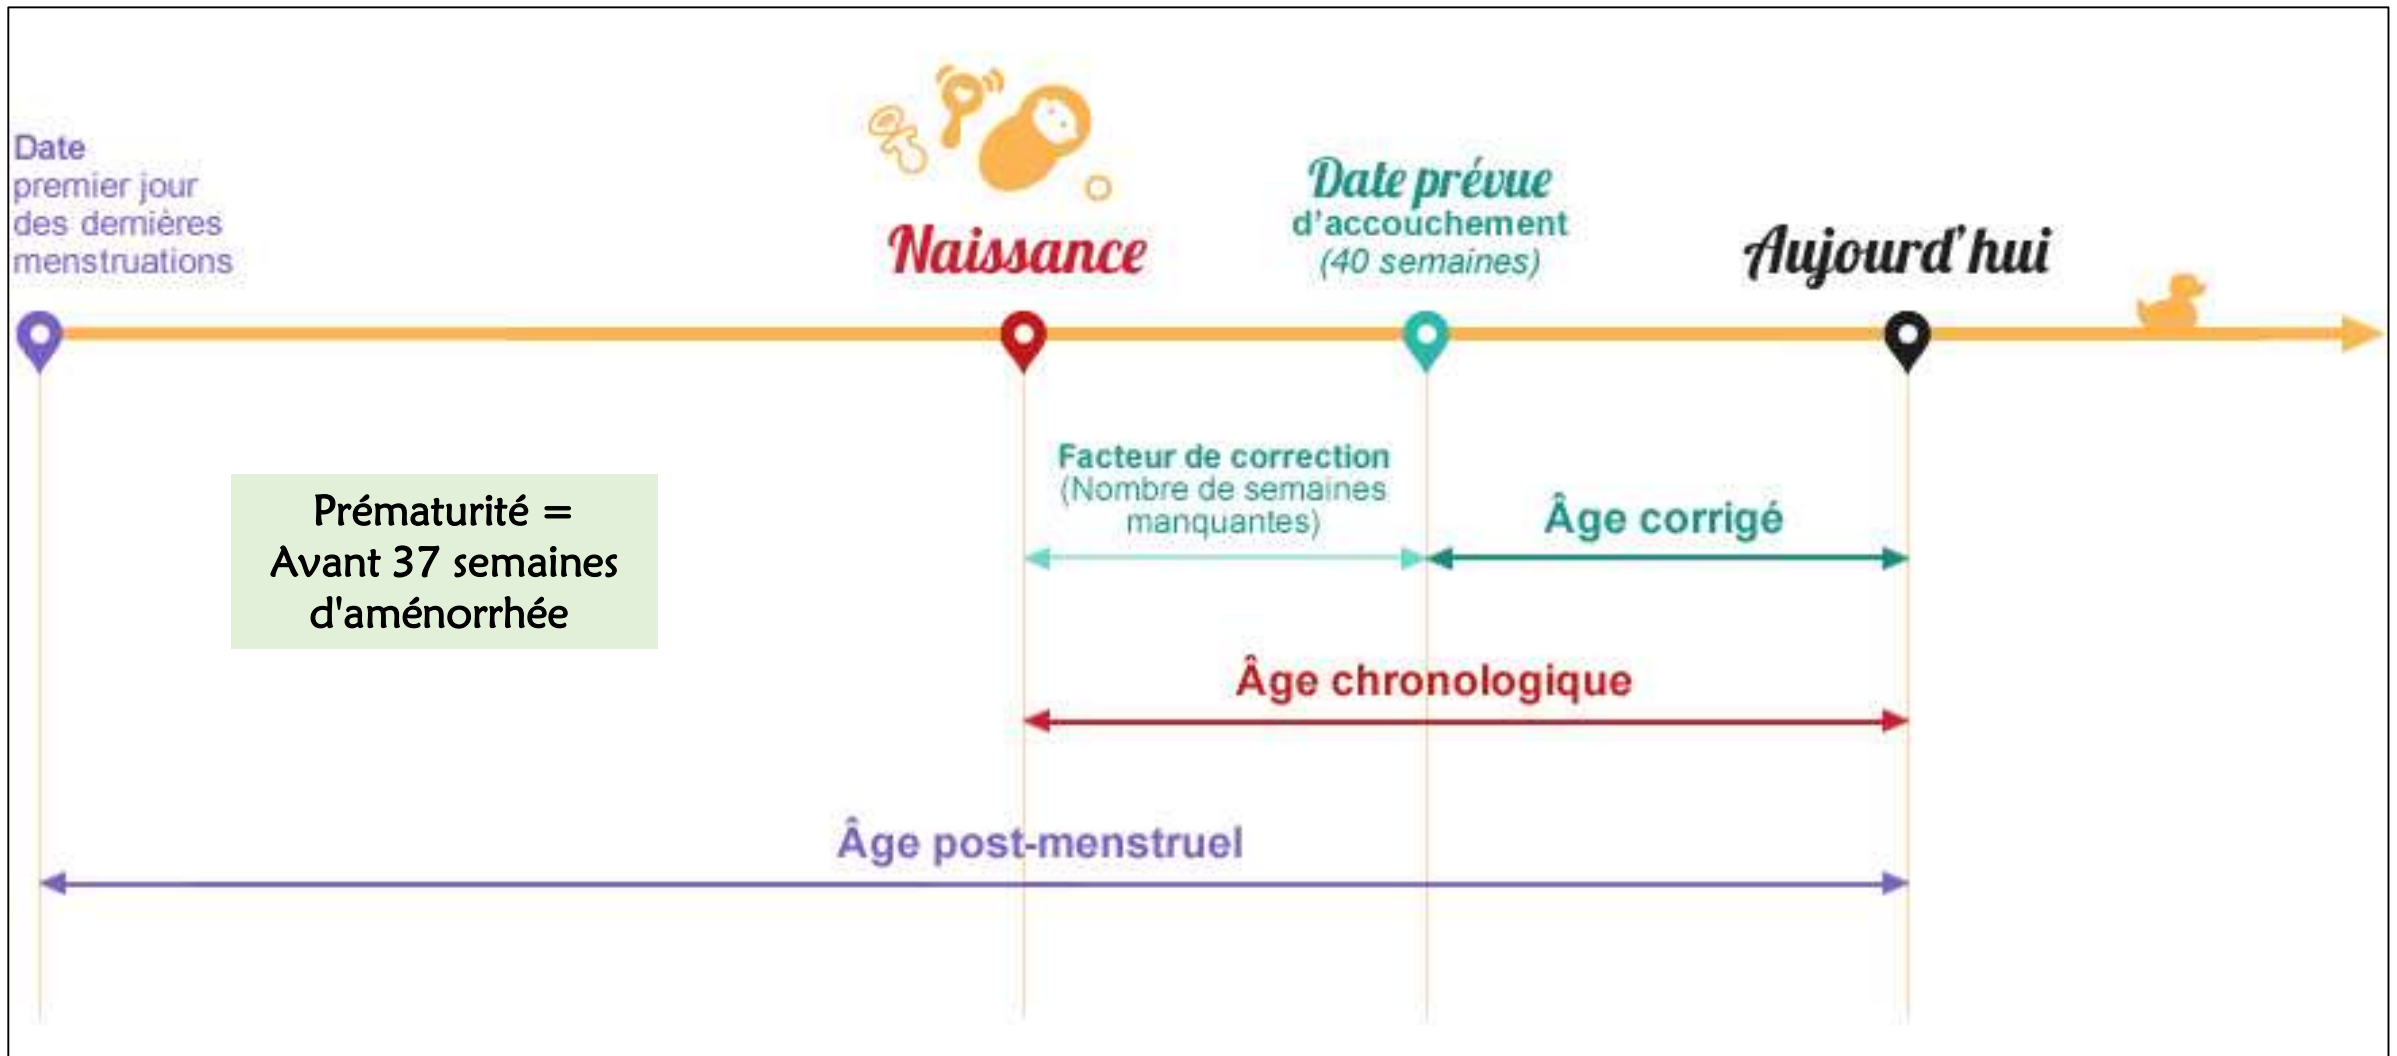 Date
premier jour
des dernières
menstruations
Naissance
Date prévue
d'accouchement
(40 semaines)
Aujourd'hui
Prématurité =
Avant 37 semaines
d'aménorrhée
Facteur de correction
(Nombre de semaines
manquantes)
Âge corrigé
Âge chronologique
Âge post-menstruel